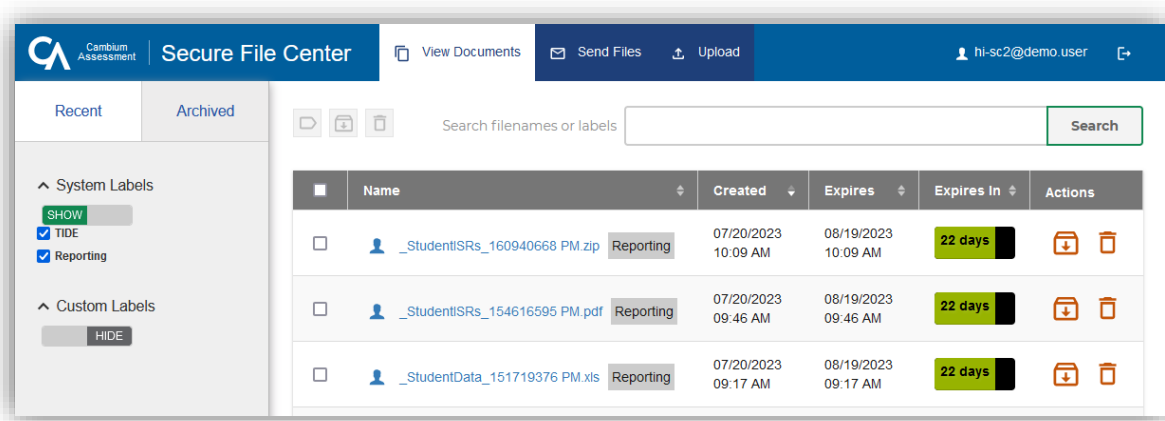 CA Cambium Assessment Secure File Center View Documents Send Files Upload hi-sc2@demo.user
Recent Archived
Search filenames or labels Search
System Labels
SHOW
TIDE
Reporting
Custom Labels
HIDE
Name Created Expires Expires In Actions
_StudentISRs_160940668 PM.zip Reporting 07/20/2023 10:09 AM 08/19/2023 10:09 AM 22 days
_StudentISRs_154616595 PM.pdf Reporting 07/20/2023 09:46 AM 08/19/2023 09:46 AM 22 days
_StudentData_151719376 PM.xls Reporting 07/20/2023 09:17 AM 08/19/2023 09:17 AM 22 days